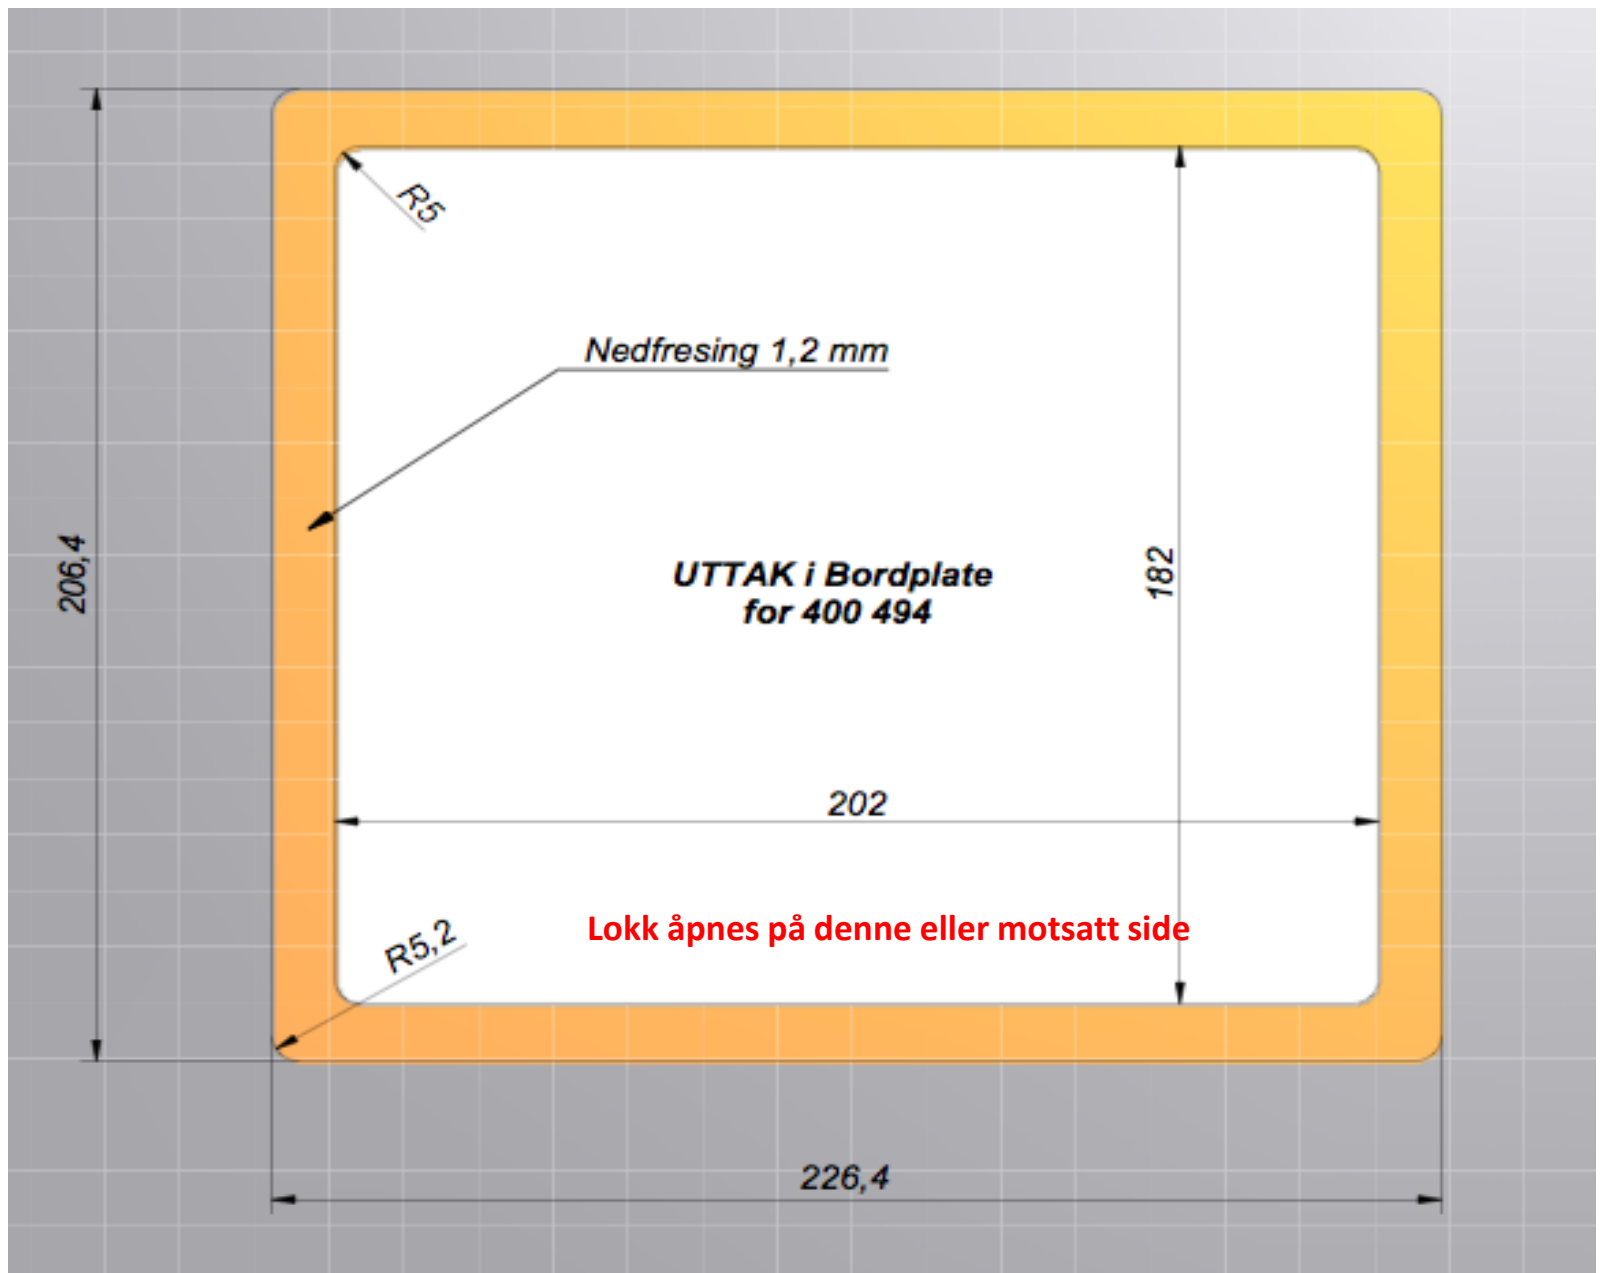 R5
Nedfresing 1,2 mm
206,4
UTTAK i Bordplate
for 400 494
182
202
Lokk åpnes på denne eller motsatt side
R5,2
226,4